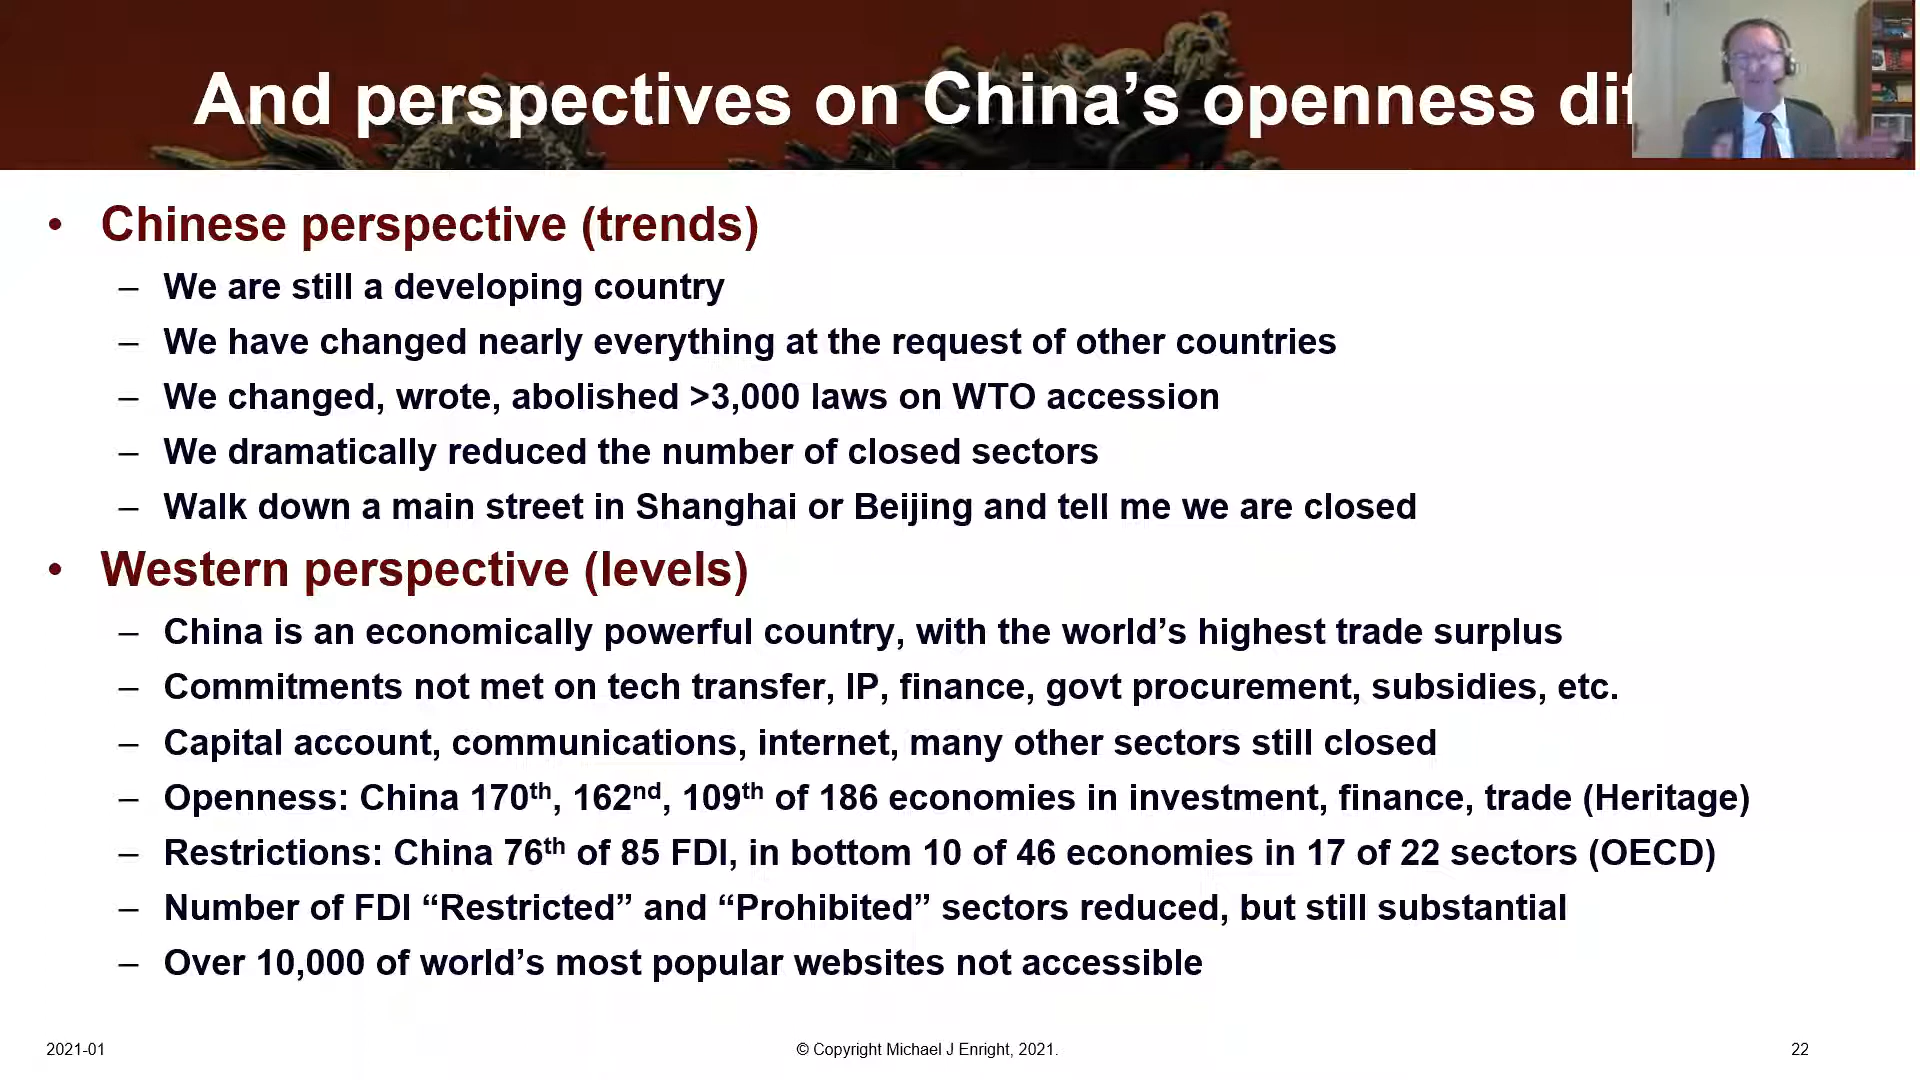 And perspectives on China’s openness
• Chinese perspective (trends)
– We are still a developing country
– We have changed nearly everything at the request of other countries
– We changed, wrote, abolished >3,000 laws on WTO accession
– We dramatically reduced the number of closed sectors
– Walk down a main street in Shanghai or Beijing and tell me we are closed
• Western perspective (levels)
– China is an economically powerful country, with the world’s highest trade surplus
– Commitments not met on tech transfer, IP, finance, govt procurement, subsidies, etc.
– Capital account, communications, internet, many other sectors still closed
– Openness: China 170th, 162nd, 109th of 186 economies in investment, finance, trade (Heritage)
– Restrictions: China 76th of 85 FDI, in bottom 10 of 46 economies in 17 of 22 sectors (OECD)
– Number of FDI “Restricted” and “Prohibited” sectors reduced, but still substantial
– Over 10,000 of world’s most popular websites not accessible
2021-01
© Copyright Michael J Enright, 2021.
22